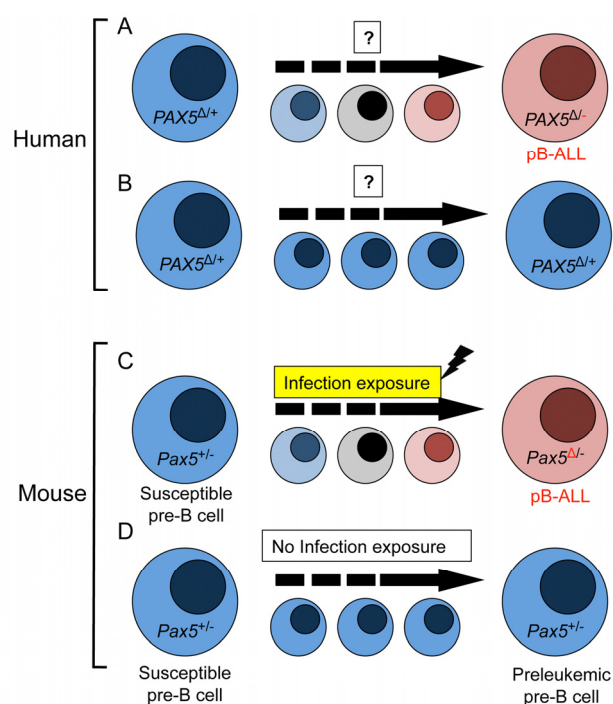 A
?
PAX5Δ/+
PAX5Δ/-
pB-ALL
Human
B
?
PAX5Δ/+
PAX5Δ/+
C
Infection exposure
Pax5+/-
Pax5Δ/-
Susceptible
pre-B cell
pB-ALL
Mouse
D
No Infection exposure
Pax5+/-
Pax5+/-
Susceptible
pre-B cell
Preleukemic
pre-B cell